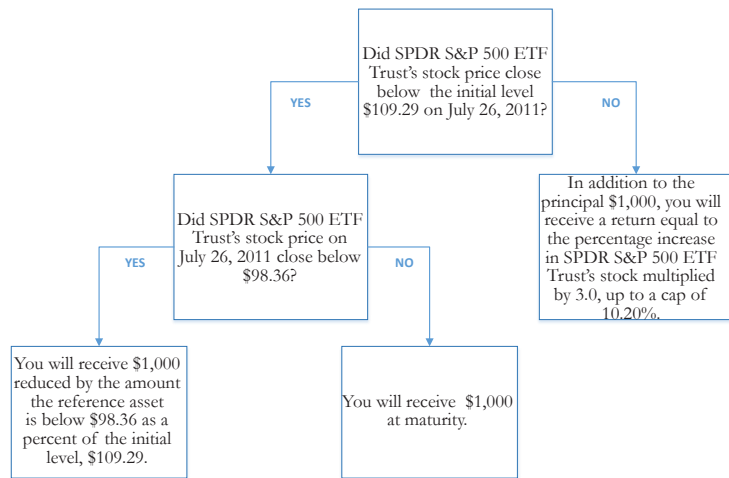 Did SPDR S&P 500 ETF
Trust's stock price close
below the initial level
$109.29 on July 26, 2011?
YES
NO
Did SPDR S&P 500 ETF
Trust's stock price on
July 26, 2011 close below
$98.36?
In addition to the
principal $1,000, you will
receive a return equal to
the percentage increase
in SPDR S&P 500 ETF
Trust's stock multiplied
by 3.0, up to a cap of
10.20%.
YES
NO
You will receive $1,000
reduced by the amount
the reference asset
is below $98.36 as a
percent of the initial
level, $109.29.
You will receive $1,000
at maturity.